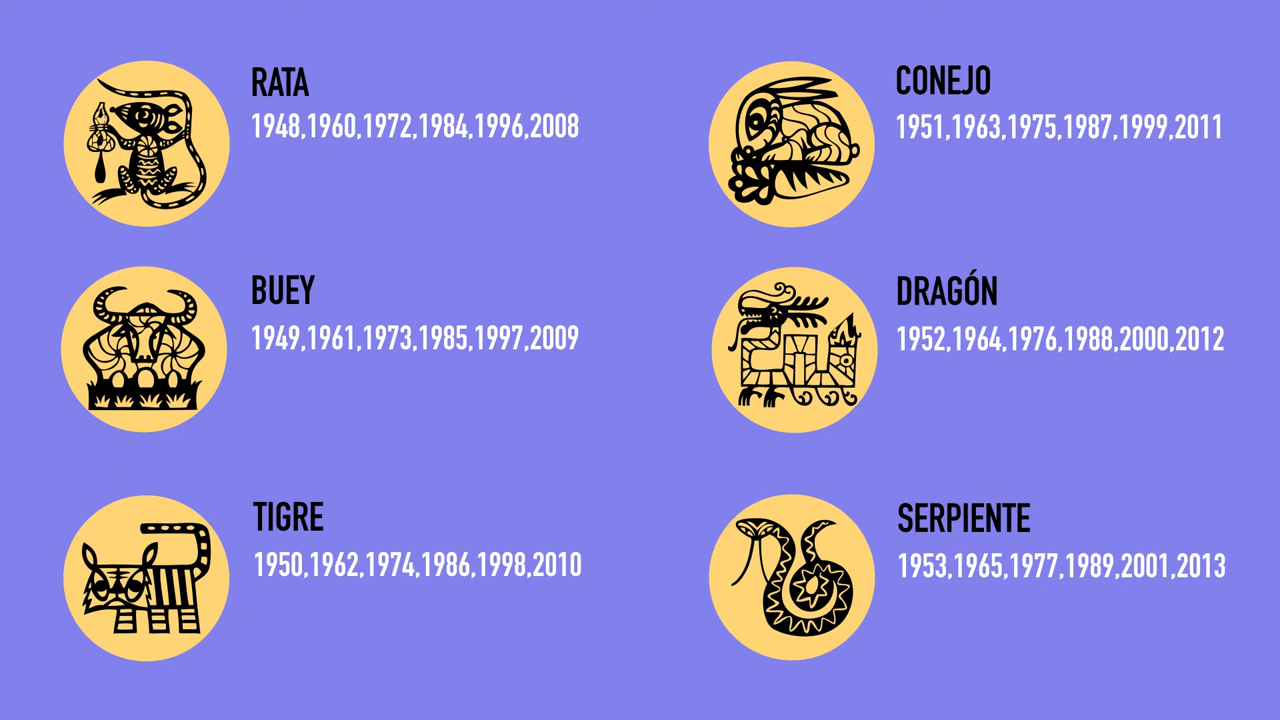 RATA
1948,1960,1972,1984,1996,2008
BUEY
1949,1961,1973,1985,1997,2009
TIGRE
1950,1962,1974,1986,1998,2010
CONEJO
1951,1963,1975,1987,1999,2011
DRAGÓN
1952,1964,1976,1988,2000,2012
SERPIENTE
1953,1965,1977,1989,2001,2013